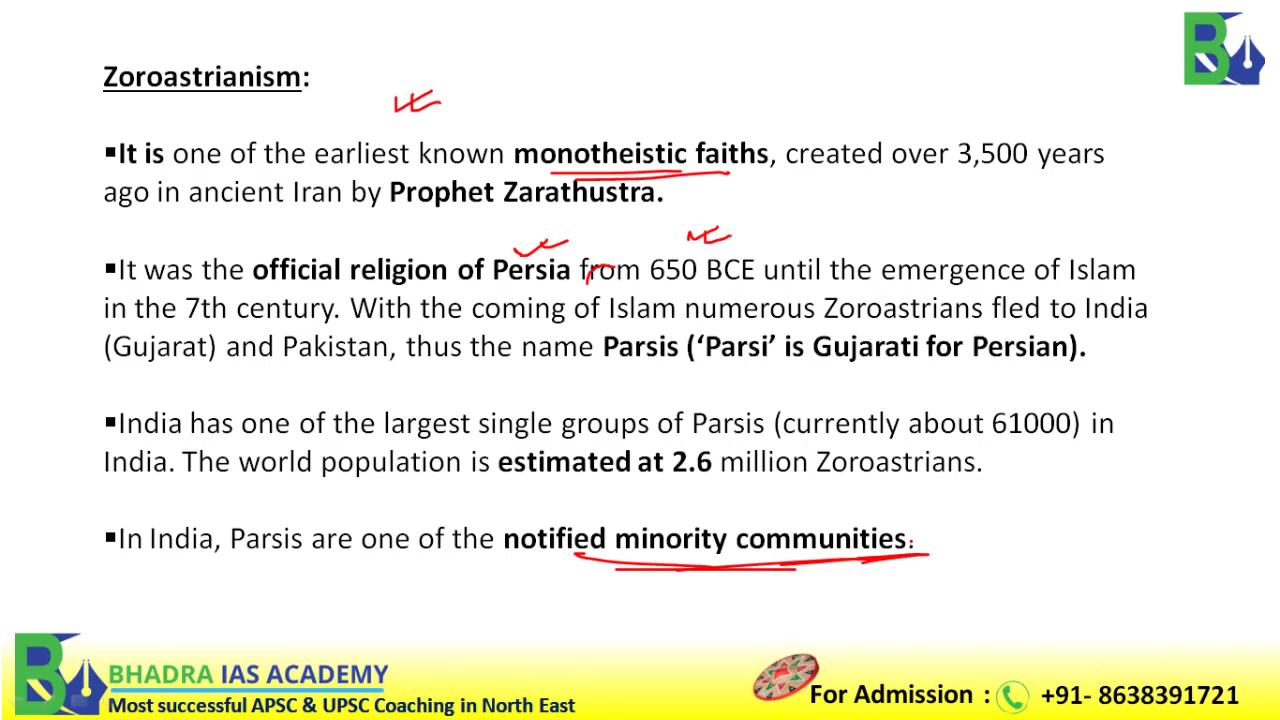 Zoroastrianism:
▪It is one of the earliest known monotheistic faiths, created over 3,500 years
ago in ancient Iran by Prophet Zarathustra.
▪It was the official religion of Persia from 650 BCE until the emergence of Islam
in the 7th century. With the coming of Islam numerous Zoroastrians fled to India
(Gujarat) and Pakistan, thus the name Parsis (‘Parsi’ is Gujarati for Persian).
▪India has one of the largest single groups of Parsis (currently about 61000) in
India. The world population is estimated at 2.6 million Zoroastrians.
▪In India, Parsis are one of the notified minority communities.
BHADRA IAS ACADEMY
Most successful APSC & UPSC Coaching in North East
For Admission : +91- 8638391721